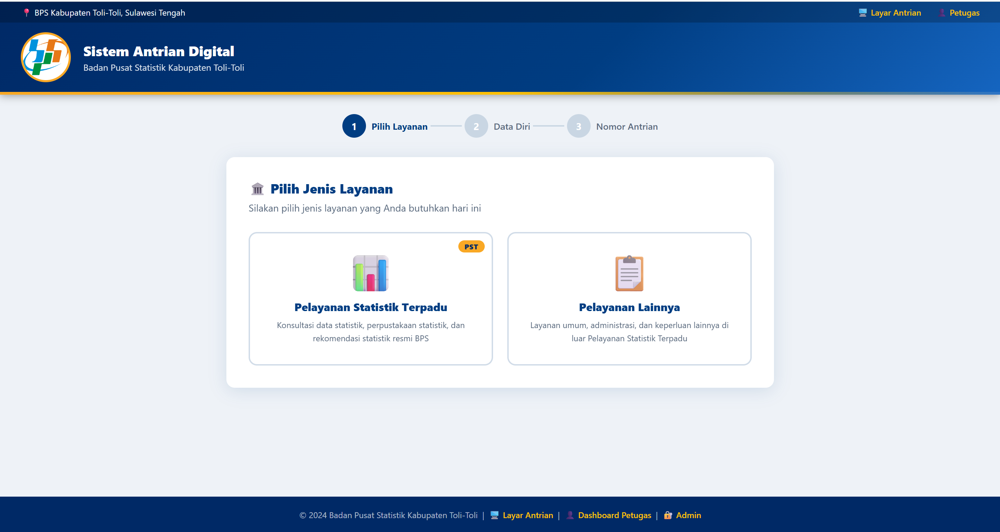 BPS Kabupaten Toli-Toli, Sulawesi Tengah
Layar Antrian
Petugas
Sistem Antrian Digital
Badan Pusat Statistik Kabupaten Toli-Toli
1 Pilih Layanan
2 Data Diri
3 Nomor Antrian
Pilih Jenis Layanan
Silakan pilih jenis layanan yang Anda butuhkan hari ini
PST
Pelayanan Statistik Terpadu
Konsultasi data statistik, perpustakaan statistik, dan
rekomendasi statistik resmi BPS
Pelayanan Lainnya
Layanan umum, administrasi, dan keperluan lainnya di
luar Pelayanan Statistik Terpadu
© 2024 Badan Pusat Statistik Kabupaten Toli-Toli | Layar Antrian | Dashboard Petugas | Admin